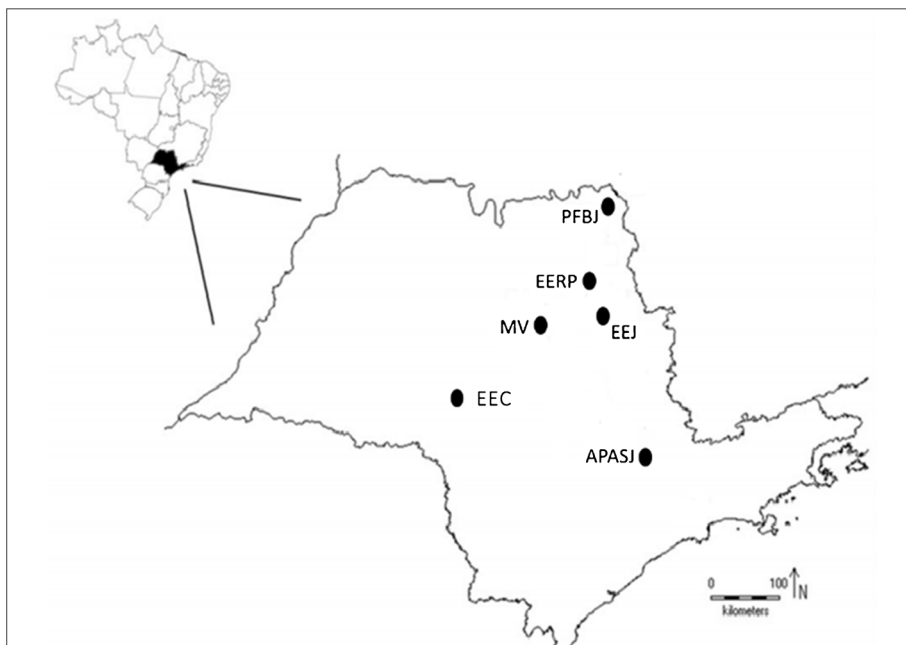 PFBJ
EERP
MV
EEJ
EEC
APASJ
0 100 N
kilometers